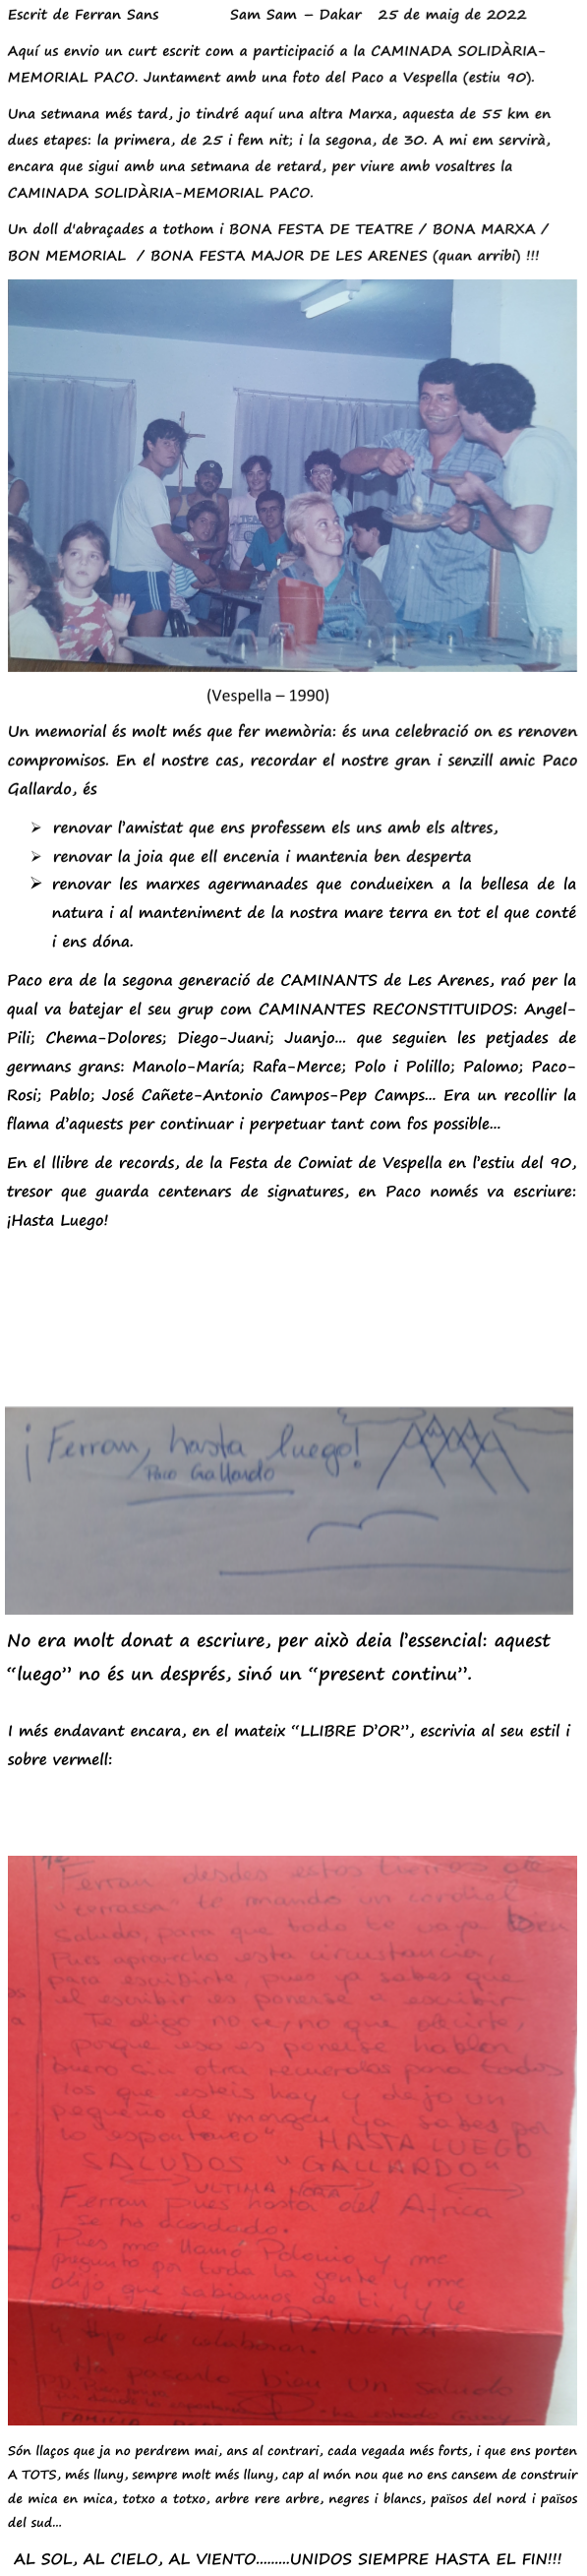 Escrit de Ferran Sans Sam Sam – Dakar 25 de maig de 2022
Aquí us envio un curt escrit com a participació a la CAMINADA SOLIDÀRIA-
MEMORIAL PACO. Juntament amb una foto del Paco a Vespella (estiu 90).
Una setmana més tard, jo tindré aquí una altra Marxa, aquesta de 55 km en
dues etapes: la primera, de 25 i fem nit; i la segona, de 30. A mi em servirà,
encara que sigui amb una setmana de retard, per viure amb vosaltres la
CAMINADA SOLIDÀRIA-MEMORIAL PACO.
Un doll d'abraçades a tothom i BONA FESTA DE TEATRE / BONA MARXA /
BON MEMORIAL / BONA FESTA MAJOR DE LES ARENES (quan arribi) !!!
(Vespella – 1990)
Un memorial és molt més que fer memòria: és una celebració on es renoven
compromisos. En el nostre cas, recordar el nostre gran i senzill amic Paco
Gallardo, és
➢ renovar l'amistat que ens professem els uns amb els altres,
➢ renovar la joia que ell encenia i mantenia ben desperta
➢ renovar les marxes agermanades que condueixen a la bellesa de la
natura i al manteniment de la nostra mare terra en tot el que conté
i ens dóna.
Paco era de la segona generació de CAMINANTS de Les Arenes, raó per la
qual va batejar el seu grup com CAMINANTES RECONSTITUIDOS: Angel-
Pili; Chema-Dolores; Diego-Juani; Juanjo... que seguien les petjades de
germans grans: Manolo-María; Rafa-Merce; Polo i Polillo; Palomo; Paco-
Rosi; Pablo; José Cañete-Antonio Campos-Pep Camps... Era un recollir la
flama d'aquests per continuar i perpetuar tant com fos possible...
En el llibre de records, de la Festa de Comiat de Vespella en l'estiu del 90,
tresor que guarda centenars de signatures, en Paco només va escriure:
¡Hasta Luego!
¡Ferran, hasta luego!
Paco Gallardo
No era molt donat a escriure, per això deia l'essencial: aquest
"luego" no és un després, sinó un "present continu".
I més endavant encara, en el mateix "LLIBRE D'OR", escrivia al seu estil i
sobre vermell:
Ferran desdes estas tierras de
"terrassa" te mando un cordial
Saludo, para que todo te vaya bien
Pues aprovecho esta circustancia,
para escribirte, pues ya sabes que
el escribir es ponerse a escribir
Te digo no se, no que decirte,
porque eso es ponerse hablar
bueno sin otra recuerdos para todos
los que esteis hay y dejo un
pequeño de margen ya sabes por
lo "espontaneo" HASTA LUEGO
SALUDOS "GALLARDO"
ULTIMA HORA
Ferran pues hasta del Africa
se ha acordado.
Pues me llamó Polonio y me
pregunto por toda la gente y me
dijo que sabiamos de ti, y le
y dijo de colaborar.
Un saludo
Són llaços que ja no perdrem mai, ans al contrari, cada vegada més forts, i que ens porten
A TOTS, més lluny, sempre molt més lluny, cap al món nou que no ens cansem de construir
de mica en mica, totxo a totxo, arbre rere arbre, negres i blancs, països del nord i països
del sud...
AL SOL, AL CIELO, AL VIENTO.........UNIDOS SIEMPRE HASTA EL FIN!!!